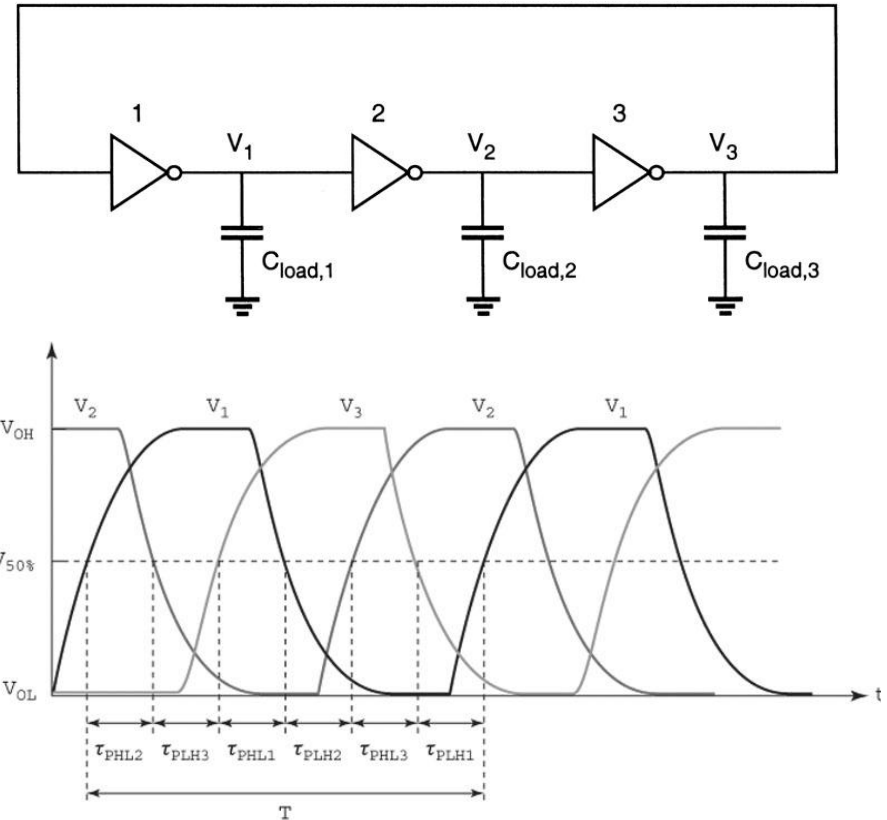 1 2 3
V1 V2 V3
Cload,1 Cload,2 Cload,3
V2 V1 V3 V2 V1
VOH
V50%
VOL
t
τPHL2 τPLH3 τPHL1 τPLH2 τPHL3 τPLH1
T